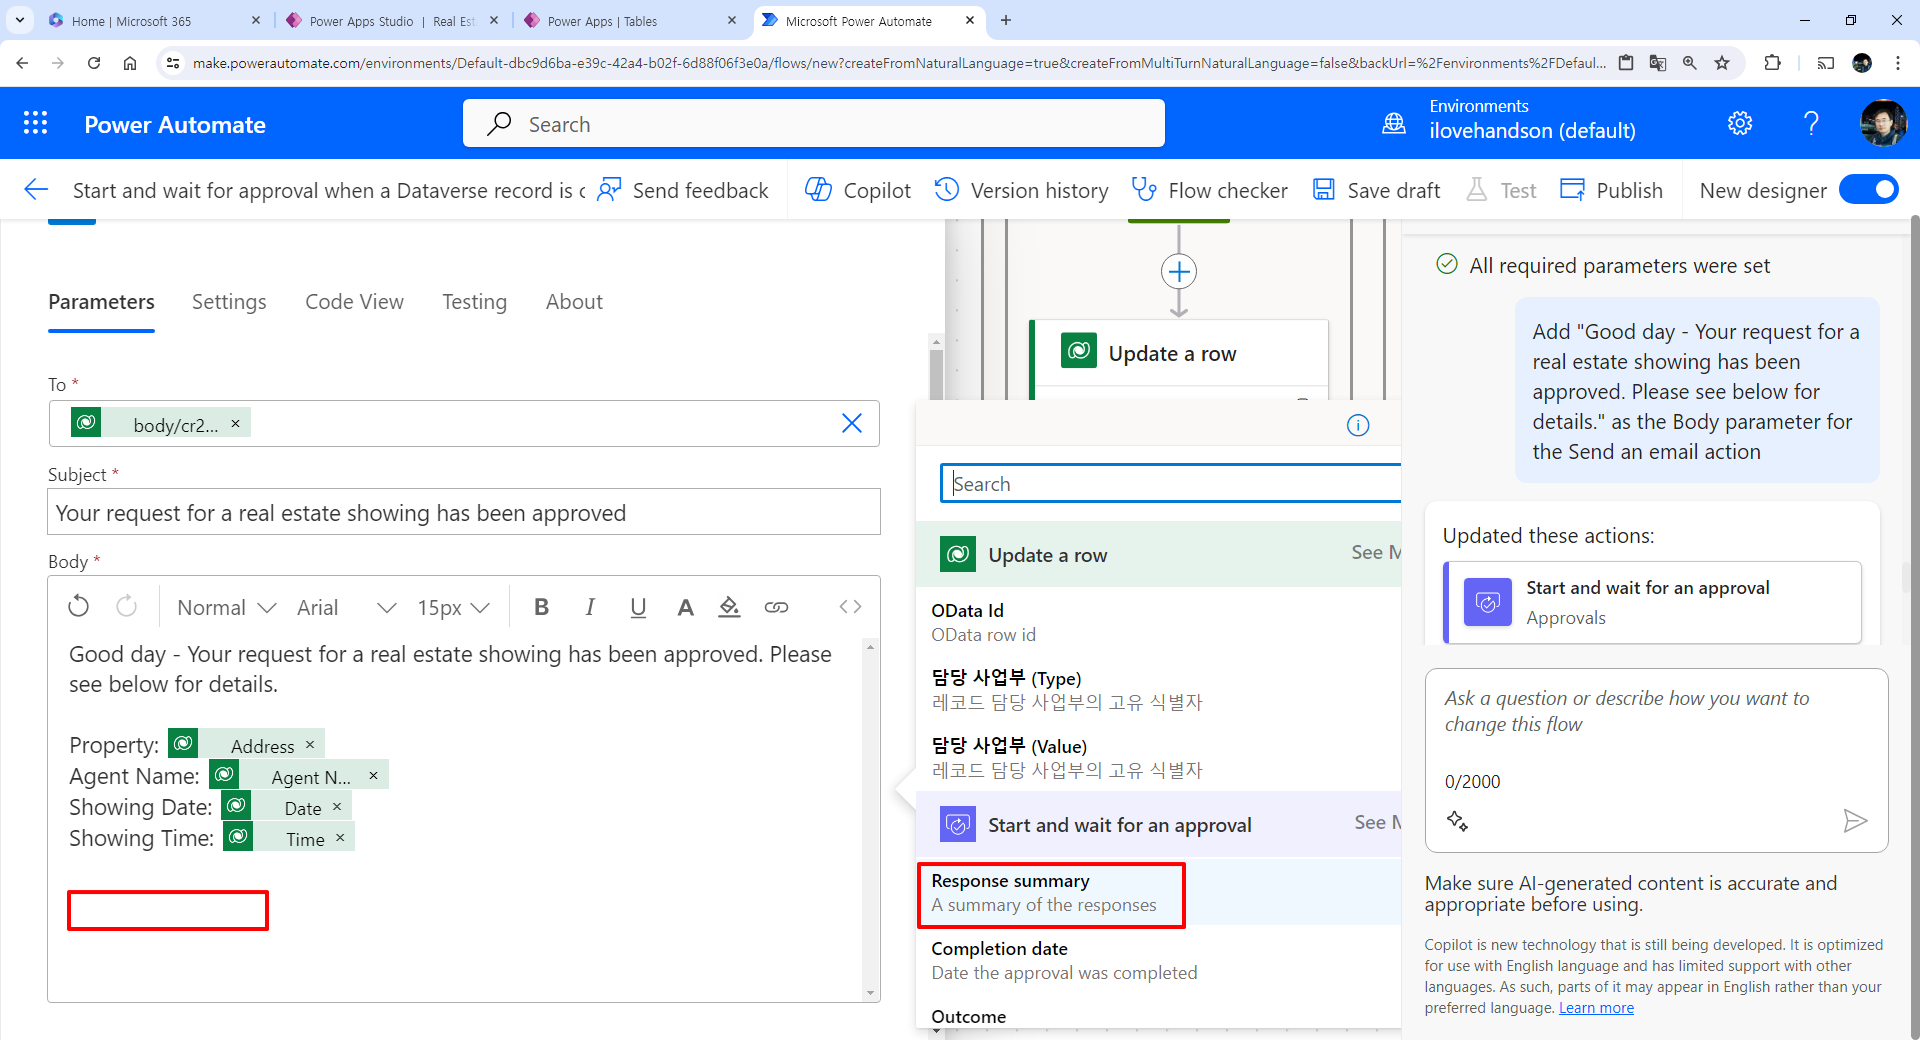 Home | Microsoft 365
Power Apps Studio | Real Est
Power Apps | Tables
Microsoft Power Automate
make.powerautomate.com/environments/Default-dbc9d6ba-e39c-42a4-b02f-6d88f06f3e0a/flows/new?createFromNaturalLanguage=true&createFromMultiTurnNaturalLanguage=false&backUrl=%2Fenvironments%2FDefaul...
Power Automate
Search
Environments
ilovehandson (default)
Start and wait for approval when a Dataverse record is c
Send feedback
Copilot
Version history
Flow checker
Save draft
Test
Publish
New designer
Parameters
Settings
Code View
Testing
About
To *
body/cr2...
Subject *
Your request for a real estate showing has been approved
Body *
Normal
Arial
15px
B I U A
Good day - Your request for a real estate showing has been approved. Please
see below for details.
Property: Address
Agent Name: Agent N...
Showing Date: Date
Showing Time: Time
Update a row
Search
Update a row
See M
OData Id
OData row id
담당 사업부 (Type)
레코드 담당 사업부의 고유 식별자
담당 사업부 (Value)
레코드 담당 사업부의 고유 식별자
Start and wait for an approval
See M
Response summary
A summary of the responses
Completion date
Date the approval was completed
Outcome
All required parameters were set
Add "Good day - Your request for a
real estate showing has been
approved. Please see below for
details." as the Body parameter for
the Send an email action
Updated these actions:
Start and wait for an approval
Approvals
Ask a question or describe how you want to
change this flow
0/2000
Make sure AI-generated content is accurate and
appropriate before using.
Copilot is new technology that is still being developed. It is optimized
for use with English language and has limited support with other
languages. As such, parts of it may appear in English rather than your
preferred language. Learn more